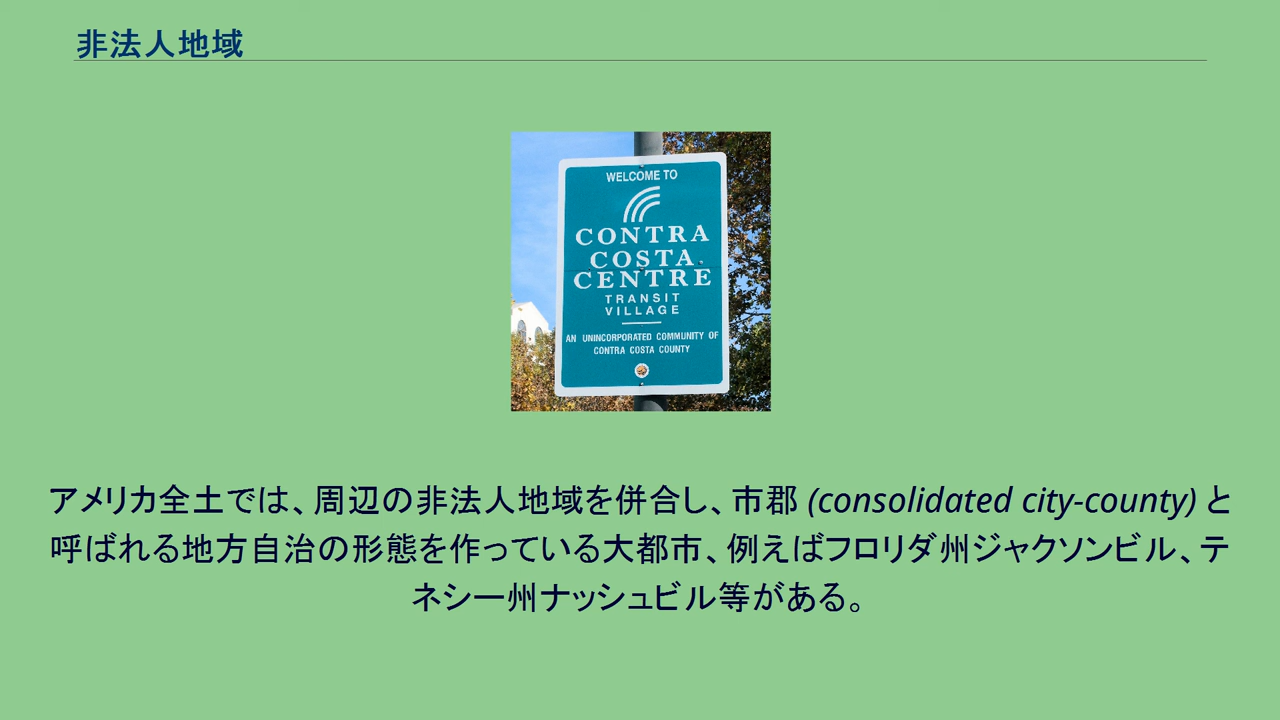 非法人地域
WELCOME TO
CONTRA
COSTA
CENTRE
TRANSIT
VILLAGE
AN UNINCORPORATED COMMUNITY OF
CONTRA COSTA COUNTY
アメリカ全土では、周辺の非法人地域を併合し、市郡 (consolidated city-county) と
呼ばれる地方自治の形態を作っている大都市、例えばフロリダ州ジャクソンビル、テ
ネシー州ナッシュビル等がある。